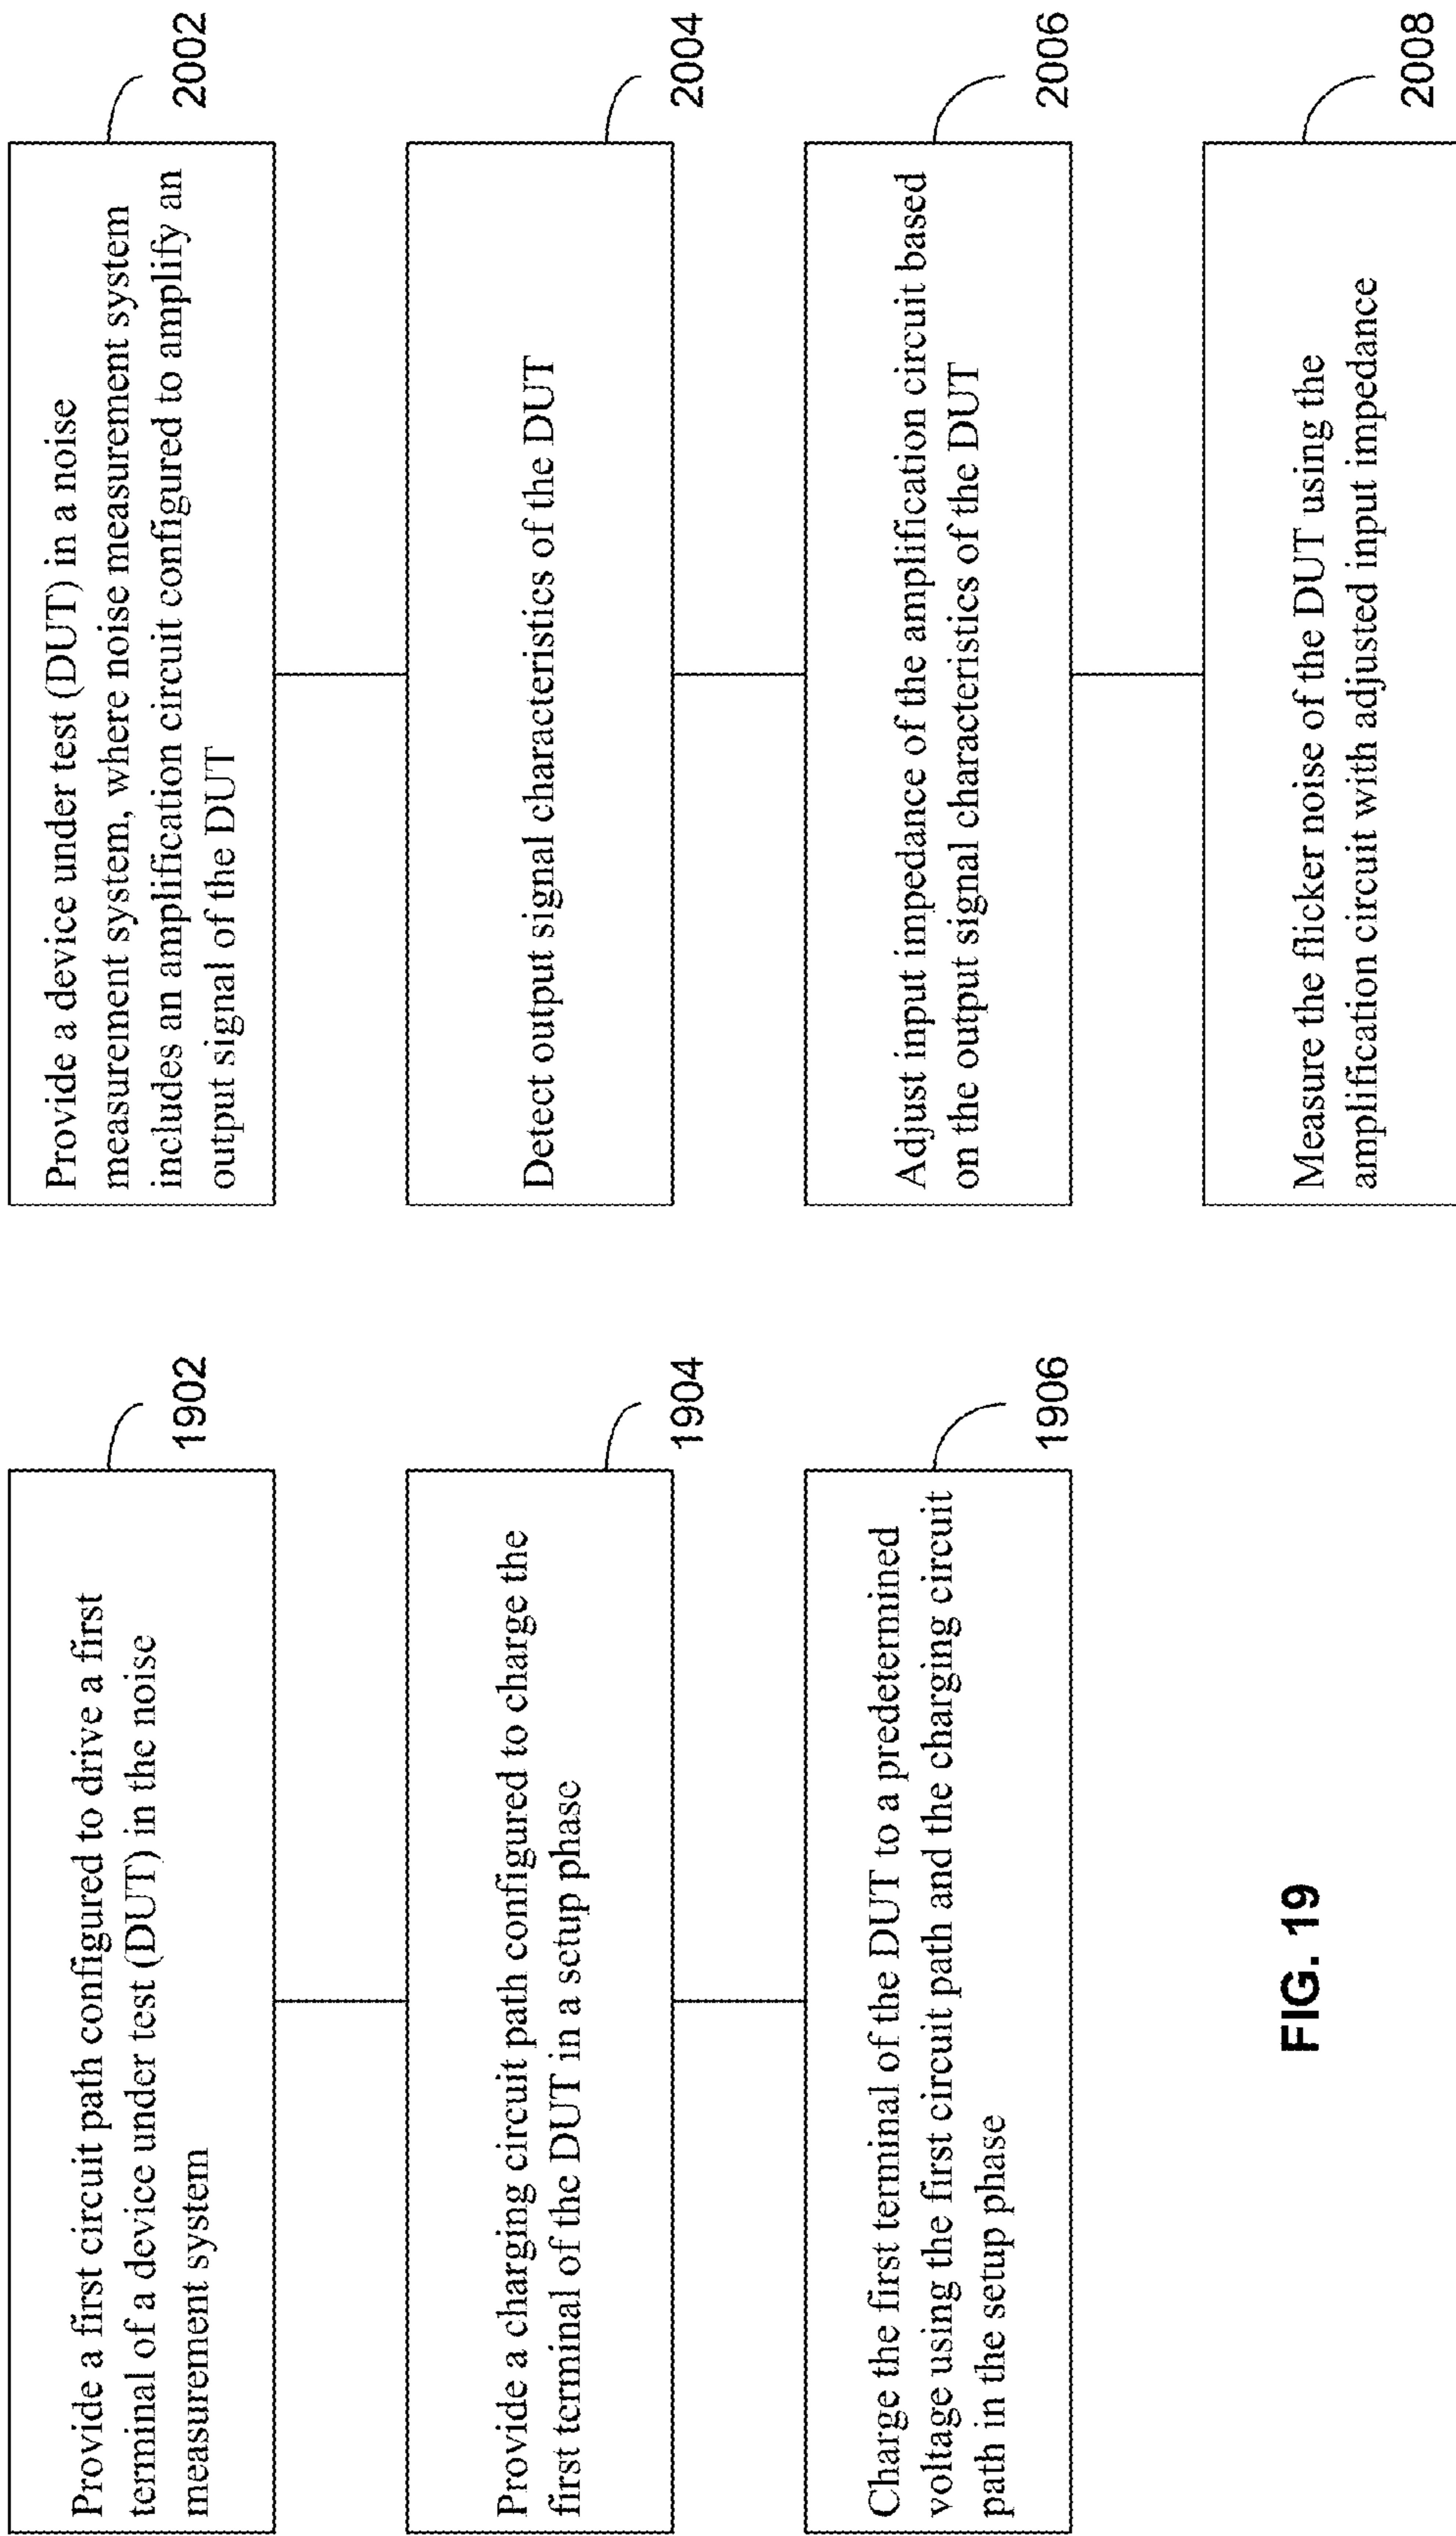 Provide a first circuit path configured to drive a first
terminal of a device under test (DUT) in the noise
measurement system
1902
Provide a charging circuit path configured to charge the
first terminal of the DUT in a setup phase
1904
Charge the first terminal of the DUT to a predetermined
voltage using the first circuit path and the charging circuit
path in the setup phase
1906
FIG. 19
Provide a device under test (DUT) in a noise
measurement system, where noise measurement system
includes an amplification circuit configured to amplify an
output signal of the DUT
2002
Detect output signal characteristics of the DUT
2004
Adjust input impedance of the amplification circuit based
on the output signal characteristics of the DUT
2006
Measure the flicker noise of the DUT using the
amplification circuit with adjusted input impedance
2008